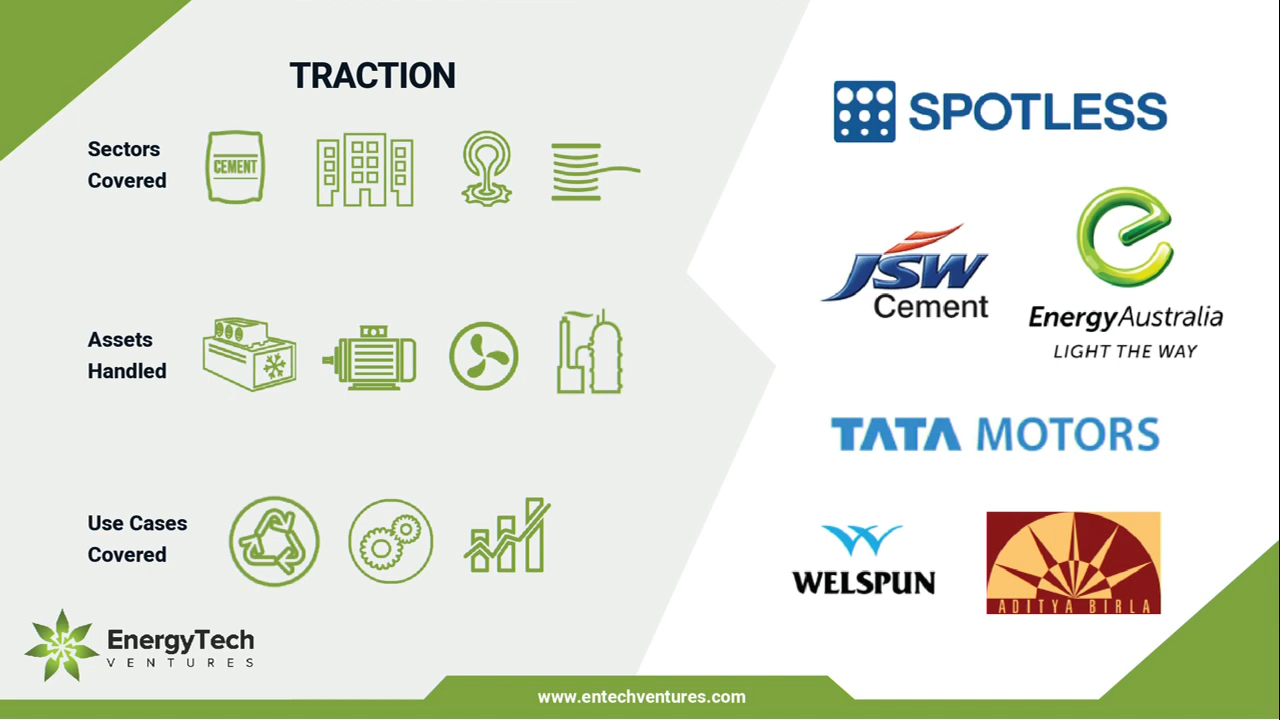 TRACTION
Sectors
Covered
CEMENT
Assets
Handled
Use Cases
Covered
EnergyTech
VENTURES
SPOTLESS
JSW
Cement
EnergyAustralia
LIGHT THE WAY
TATA MOTORS
WELSPUN
ADITYA BIRLA
www.entechventures.com